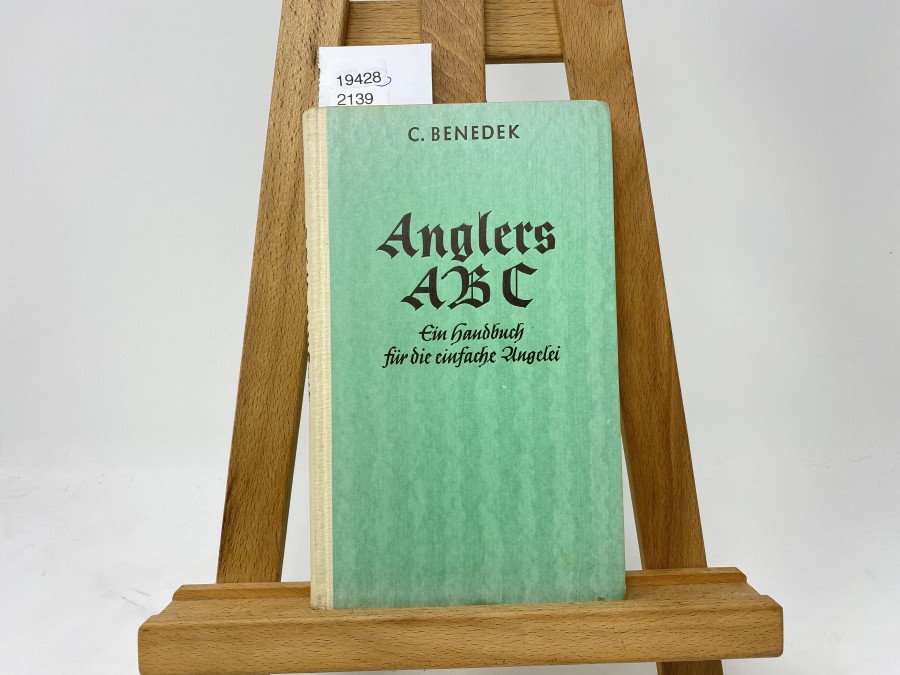 19428
2139
C. BENEDEK
Anglers
ABC
Ein Handbuch
für die einfache Angelei